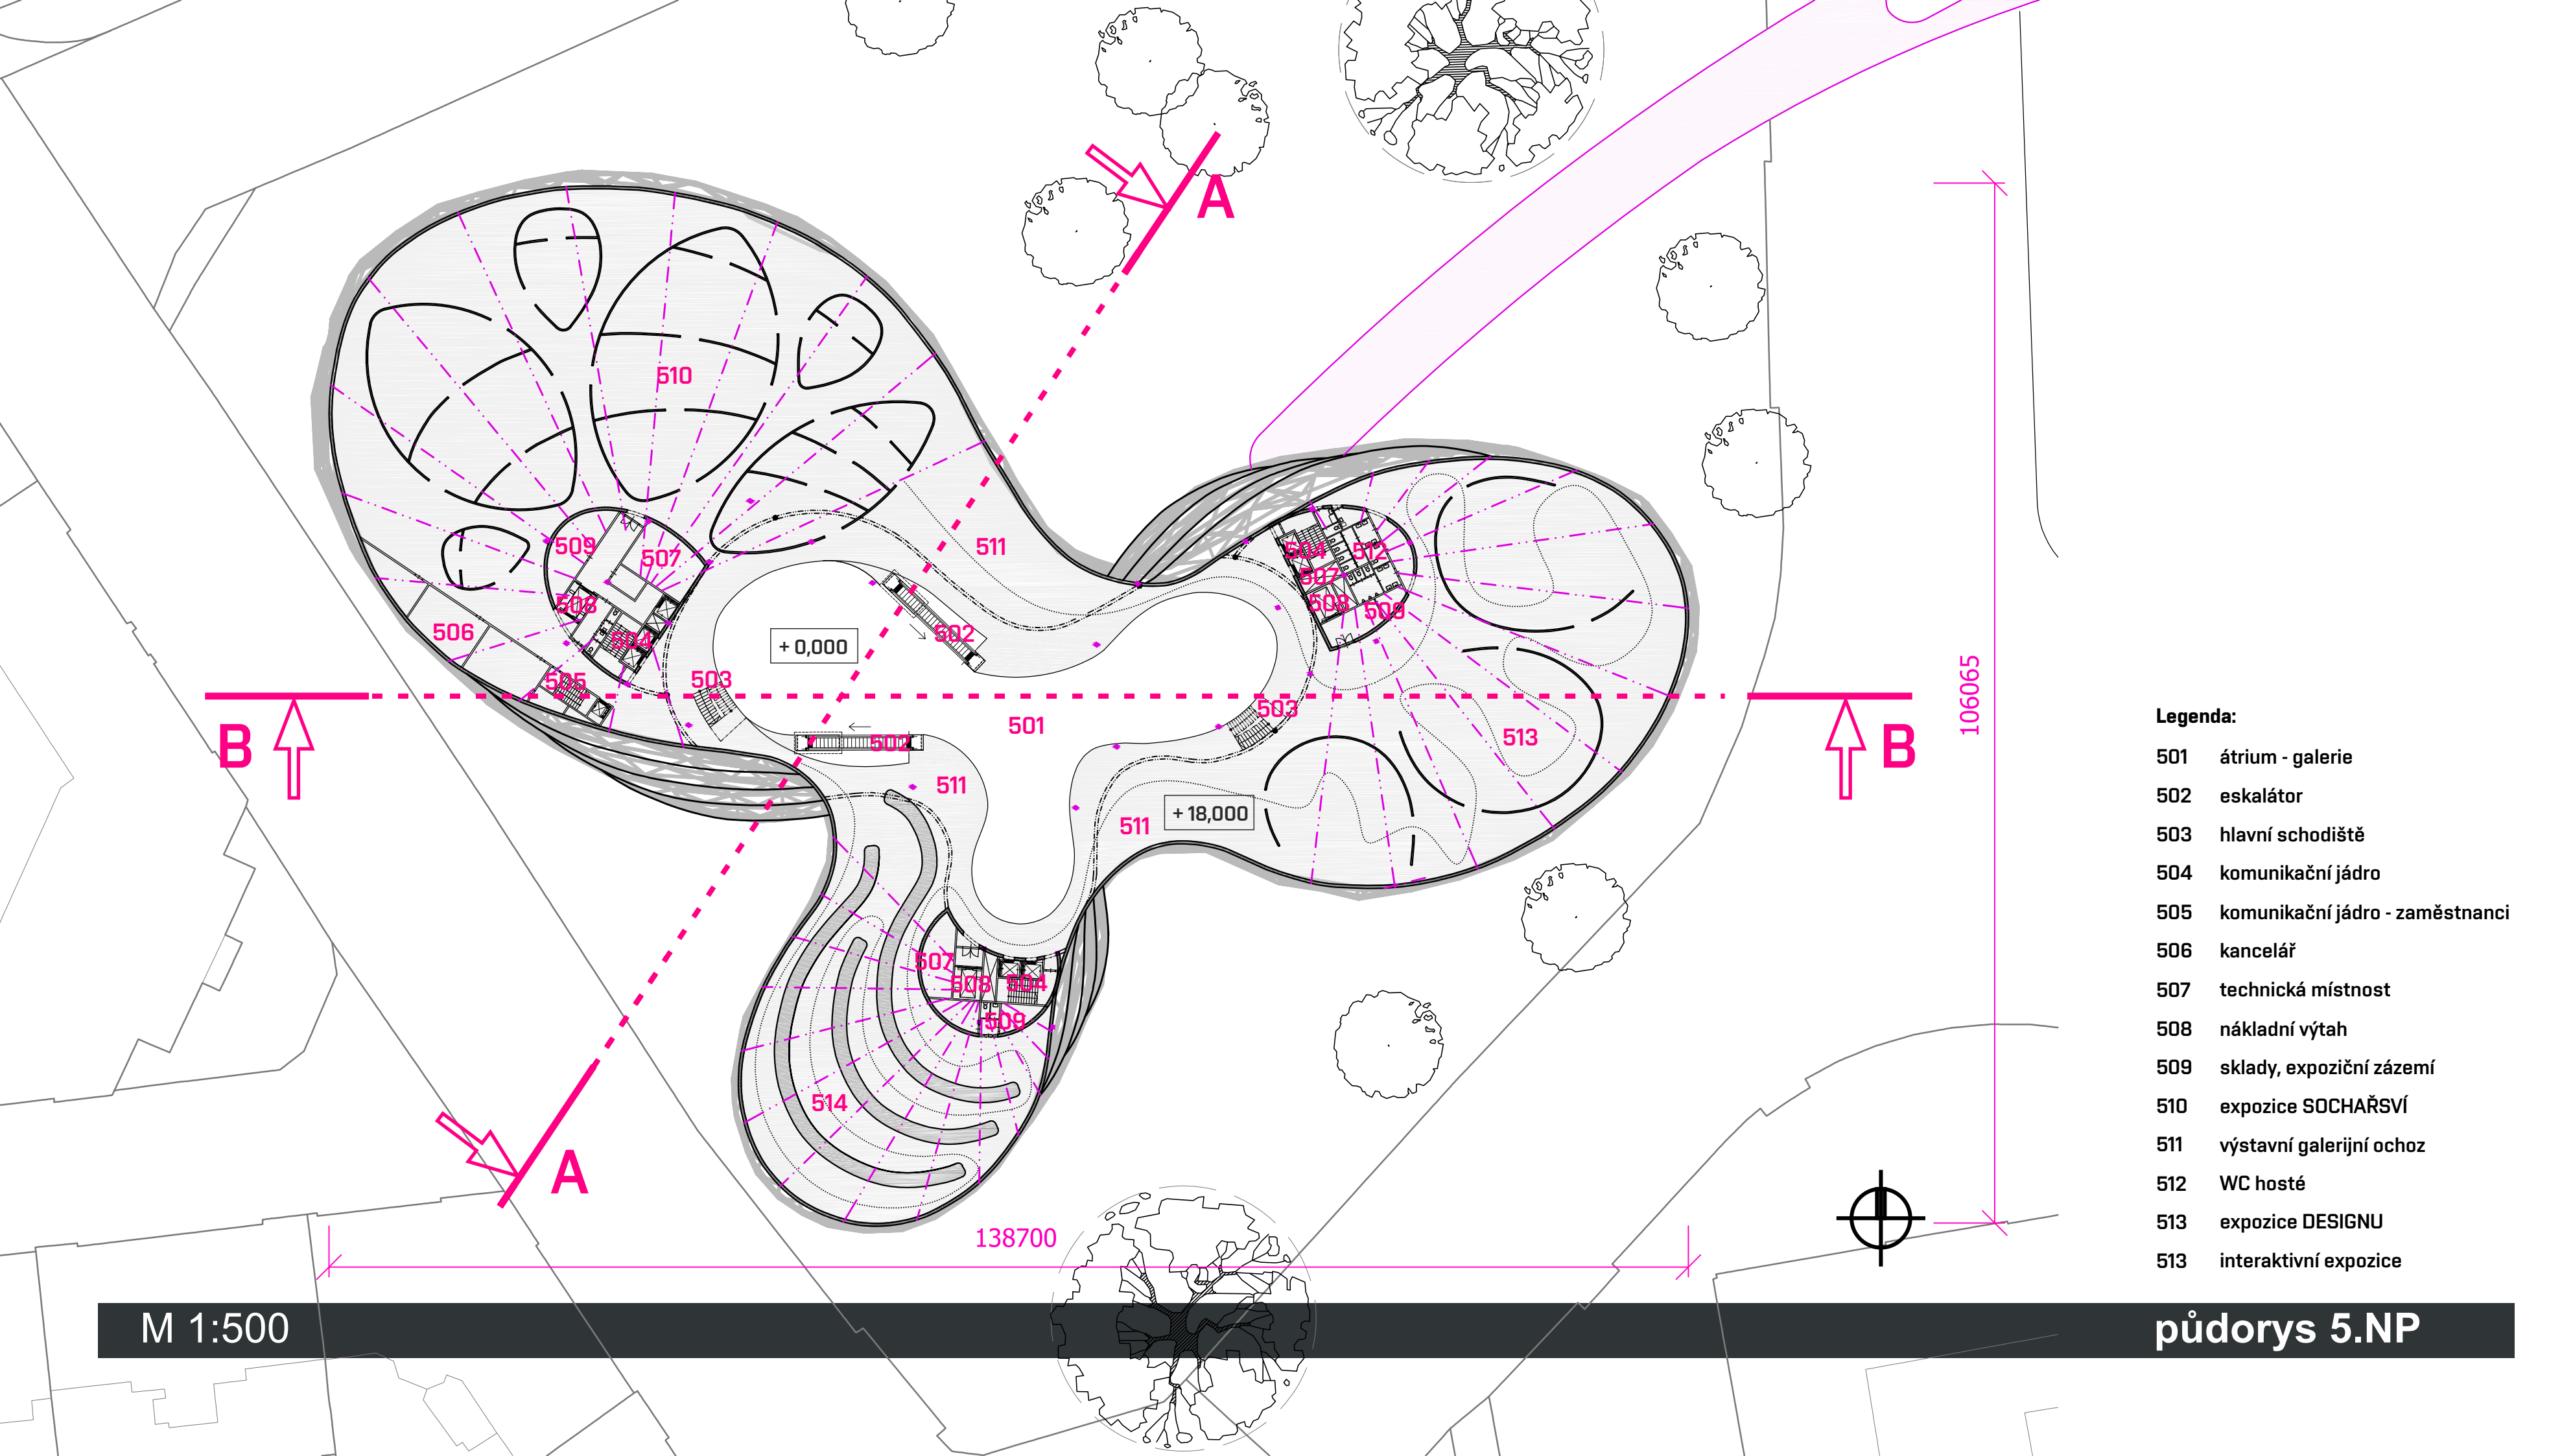 A
510
511
509
507
504
512
507
508
509
506
506
504
505
+ 0,000
502
503
503
501
502
513
511
511
+ 18,000
B
B
106065
507
508
504
509
514
A
138700
Legenda:
501 átrium - galerie
502 eskalátor
503 hlavní schodiště
504 komunikační jádro
505 komunikační jádro - zaměstnanci
506 kancelář
507 technická místnost
508 nákladní výtah
509 sklady, expoziční zázemí
510 expozice SOCHAŘSVÍ
511 výstavní galerijní ochoz
512 WC hosté
513 expozice DESIGNU
513 interaktivní expozice
M 1:500
půdorys 5.NP